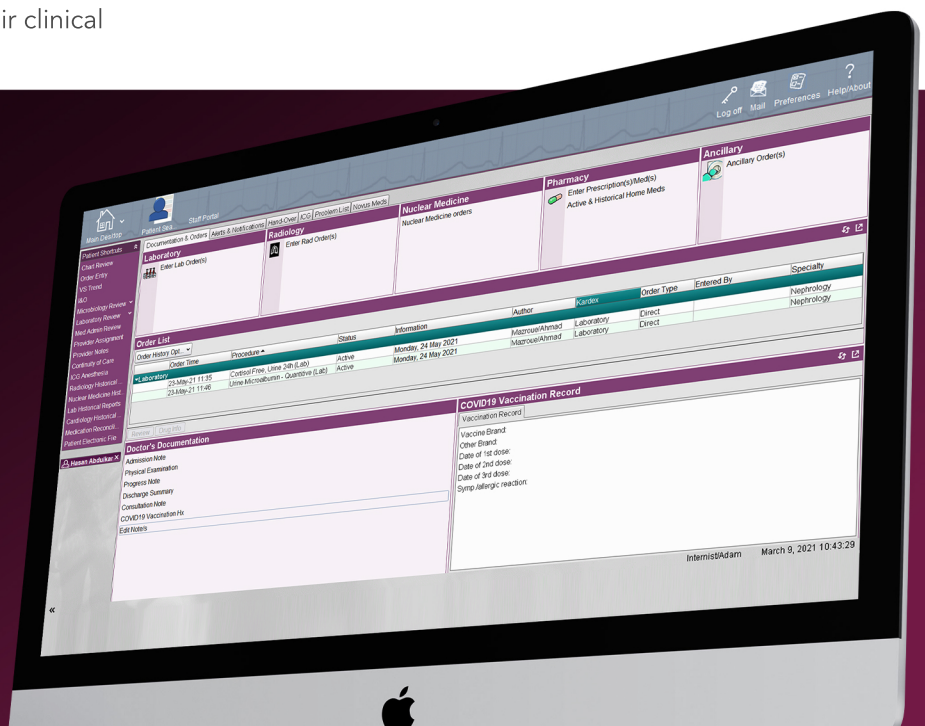 ir clinical
Log off
Mail
Preferences
Help/About
Main Desktop
Patient Sea...
Staff Portal
Patient Shortcuts
Chart Review
Order Entry
VS Trend
I&O
Microbrology Review
Laboratory Review
Med Admin Review
Provider Assignment
Provider Notes
Continuity of Care
ICG Anesthesia
Radiology Historical ...
Nuclear Medicine Hist...
Lab Historical Reports
Cardiology Historical ...
Medication Reconcili...
Patient Electronic File
Hasan Abdulkar
Documentation & Orders
Alerts & Notifications
Hand-Over
ICG
Problem List
Novus Meds
Laboratory
Enter Lab Order(s)
Radiology
Enter Rad Order(s)
Nuclear Medicine
Nuclear Medicine orders
Pharmacy
Enter Prescription(s)/Med(s)
Active & Historical Home Meds
Ancillary
Ancillary Order(s)
Order List
Order History Opt...
Order Time Procedure Status Information Author Kardex Order Type Entered By Specialty
Laboratory
23-May-21 11:35 Cortisol Free, Urine 24h (Lab) Active Monday, 24 May 2021 Mazroue/Ahmad Laboratory Direct Nephrology
23-May-21 11:46 Urine Microalbumin - Quantitive (Lab) Active Monday, 24 May 2021 Mazroue/Ahmad Laboratory Direct Nephrology
Review
Drug Info
Doctor's Documentation
Admission Note
Physical Examination
Progress Note
Discharge Summary
Consultation Note
COVID19 Vaccination Hx
Edit Note/s
COVID19 Vaccination Record
Vaccination Record
Vaccine Brand:
Other Brand:
Date of 1st dose:
Date of 2nd dose:
Date of 3rd dose:
Symp./allergic reaction:
Internist/Adam March 9, 2021 10:43:29